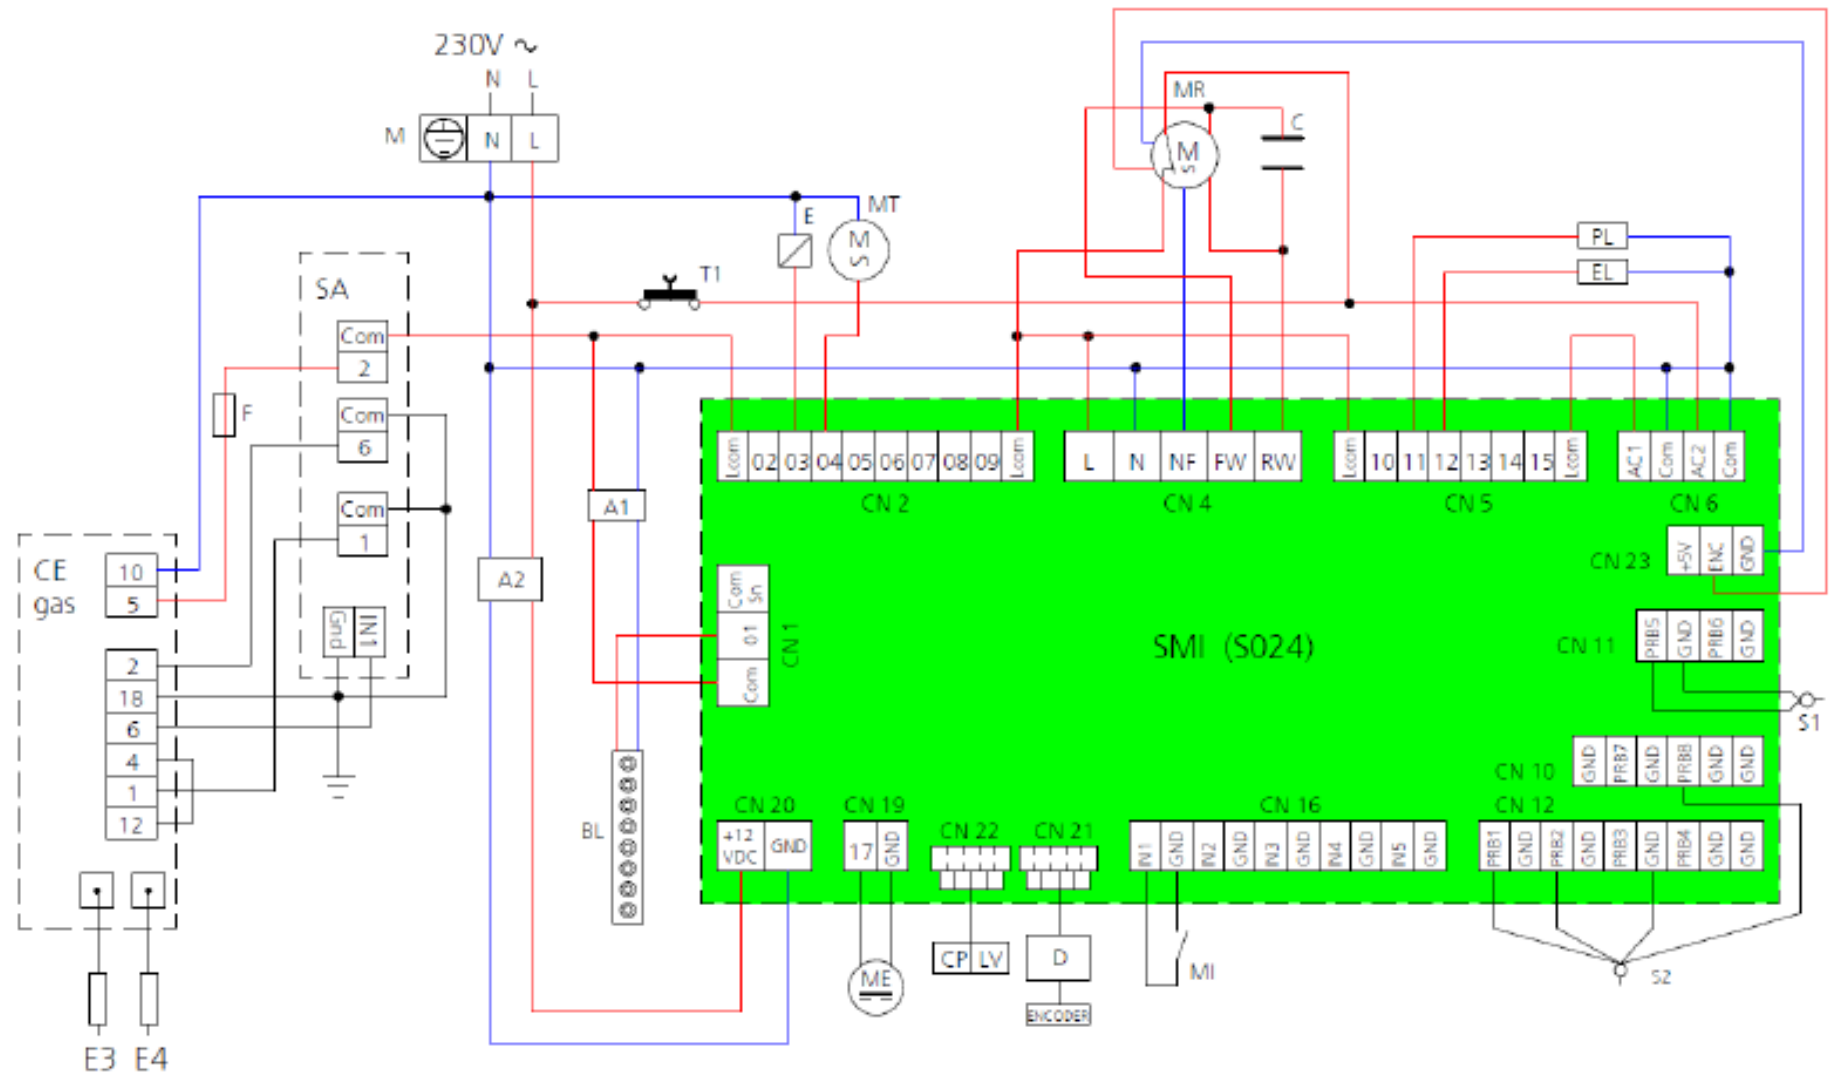 230V ~
N L
M N L
MR
C
MT
E
M
S
M
S
T1
PL
EL
SA
Com
2
F
Com
6
Com
1
Gnd IN1
CE
gas
10
5
2
18
6
4
1
12
E3 E4
A1
A2
BL
Lcom 02 03 04 05 06 07 08 09 Lcom
CN 2
L N NF FW RW
CN 4
Lcom 10 11 12 13 14 15 Lcom
CN 5
AC1 Com AC2 Com
CN 6
CN 23
+5V ENC GND
Com Sn
01
Com
CN 1
SMI (S024)
CN 11
PRB5 GND PRB6 GND
S1
CN 10
GND PRB7 GND PRB8 GND GND
CN 20
+12 VDC GND
CN 19
17 GND
CN 22
CN 21
CN 16
IN1 GND IN2 GND IN3 GND IN4 GND IN5 GND
CN 12
PRB1 GND PRB2 GND PRB3 GND PRB4 GND GND
ME
CP LV
D
ENCODER
MI
S2